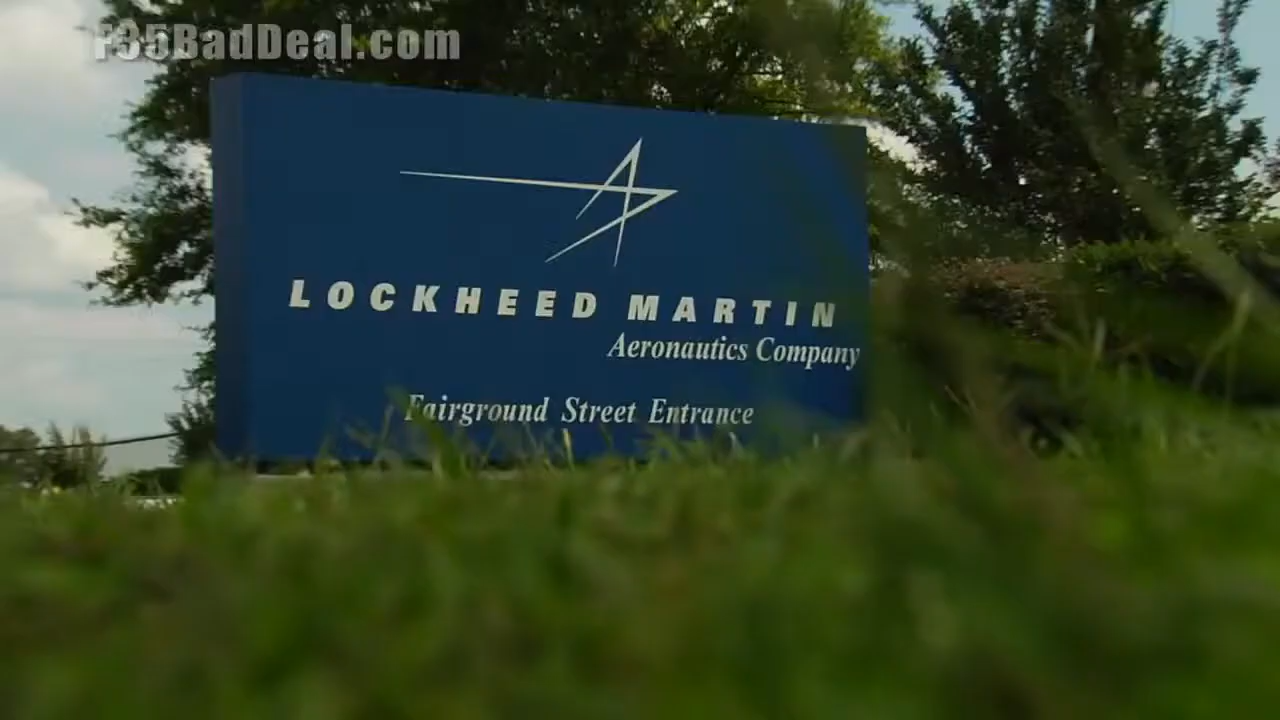 F35BadDeal.com
LOCKHEED MARTIN
Aeronautics Company
Fairground Street Entrance